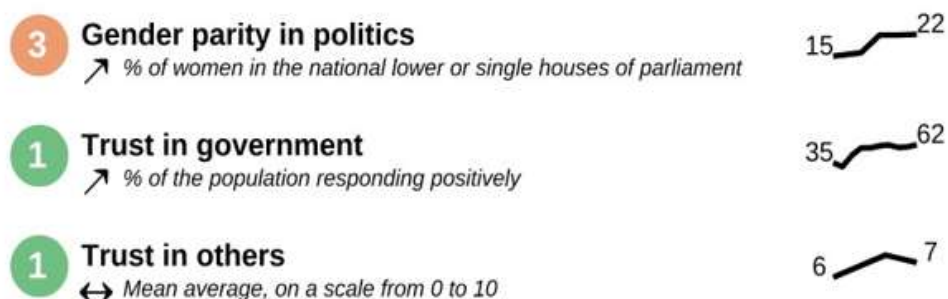 3 Gender parity in politics 15 22
% of women in the national lower or single houses of parliament
1 Trust in government 35 62
% of the population responding positively
1 Trust in others 6 7
Mean average, on a scale from 0 to 10